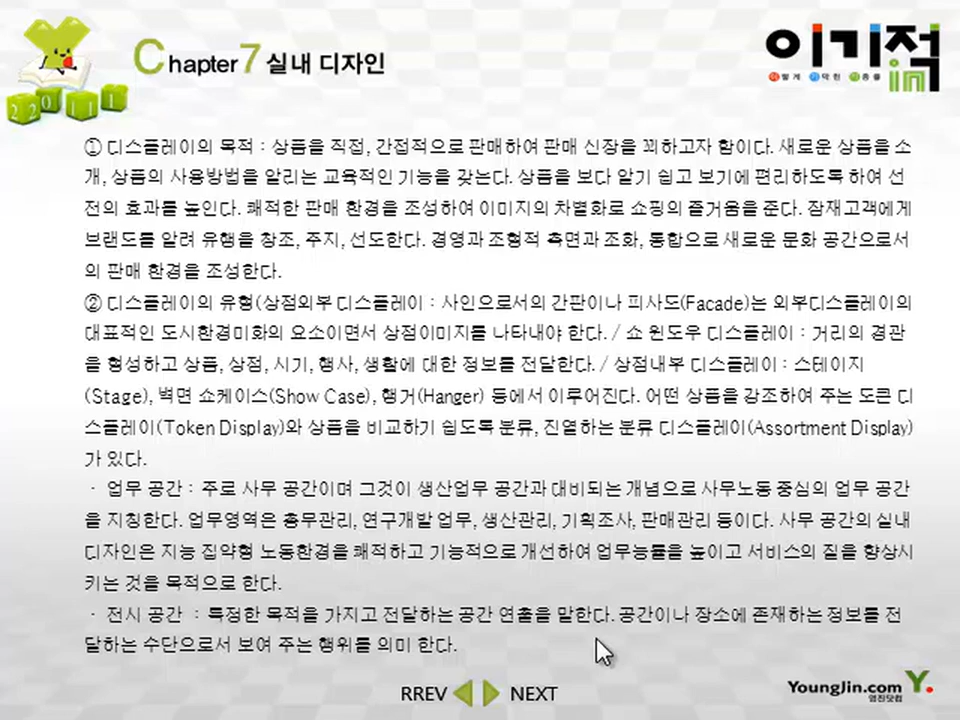 Chapter 7 실내 디자인
이기적in
이렇게 기막힌 적중률
2 2 0 1 1 1
① 디스플레이의 목적 : 상품을 직접, 간접적으로 판매하여 판매 신장을 꾀하고자 함이다. 새로운 상품을 소
개, 상품의 사용방법을 알리는 교육적인 기능을 갖는다. 상품을 보다 알기 쉽고 보기에 편리하도록 하여 선
전의 효과를 높인다. 쾌적한 판매 환경을 조성하여 이미지의 차별화로 쇼핑의 즐거움을 준다. 잠재고객에게
브랜드를 알려 유행을 창조, 주지, 선도한다. 경영과 조형적 측면과 조화, 통합으로 새로운 문화 공간으로서
의 판매 환경을 조성한다.
② 디스플레이의 유형(상점외부 디스플레이 : 사인으로서의 간판이나 피사도(Facade)는 외부디스플레이의
대표적인 도시환경미화의 요소이면서 상점이미지를 나타내야 한다. / 쇼 윈도우 디스플레이 : 거리의 경관
을 형성하고 상품, 상점, 시기, 행사, 생활에 대한 정보를 전달한다. / 상점내부 디스플레이 : 스테이지
(Stage), 벽면 쇼케이스(Show Case), 행거(Hanger) 등에서 이루어진다. 어떤 상품을 강조하여 주는 도큰 디
스플레이(Token Display)와 상품을 비교하기 쉽도록 분류, 진열하는 분류 디스플레이(Assortment Display)
가 있다.
· 업무 공간 : 주로 사무 공간이며 그것이 생산업무 공간과 대비되는 개념으로 사무노동 중심의 업무 공간
을 지칭한다. 업무영역은 총무관리, 연구개발 업무, 생산관리, 기획조사, 판매관리 등이다. 사무 공간의 실내
디자인은 지능 집약형 노동환경을 쾌적하고 기능적으로 개선하여 업무능률을 높이고 서비스의 질을 향상시
키는 것을 목적으로 한다.
· 전시 공간 : 특정한 목적을 가지고 전달하는 공간 연출을 말한다. 공간이나 장소에 존재하는 정보를 전
달하는 수단으로서 보여 주는 행위를 의미 한다.
RREV NEXT
YoungJin.com Y.
영진닷컴